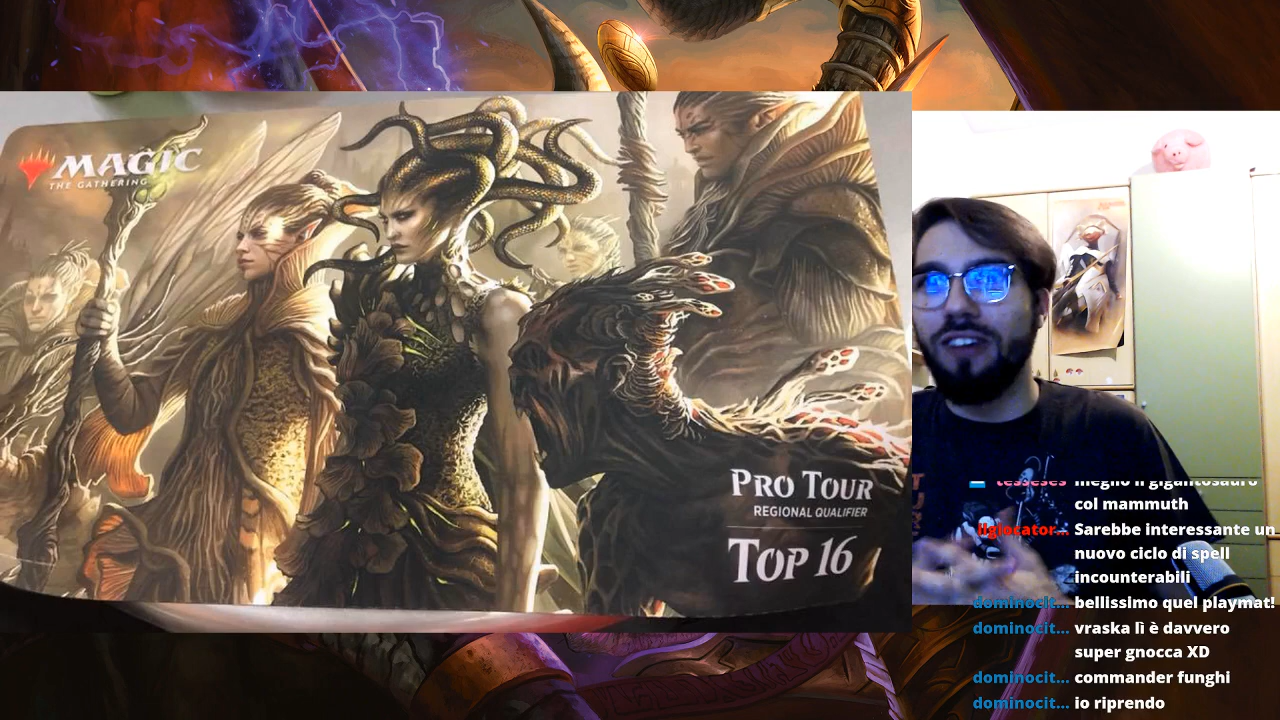 MAGIC
THE GATHERING
PRO TOUR
REGIONAL QUALIFIER
TOP 16
tesseses meglio il gigantosauro
col mammuth
ilgiocator... Sarebbe interessante un
nuovo ciclo di spell
incounterabili
dominocit... bellissimo quel playmat!
dominocit... vraska lì è davvero
super gnocca XD
dominocit... commander funghi
dominocit... io riprendo